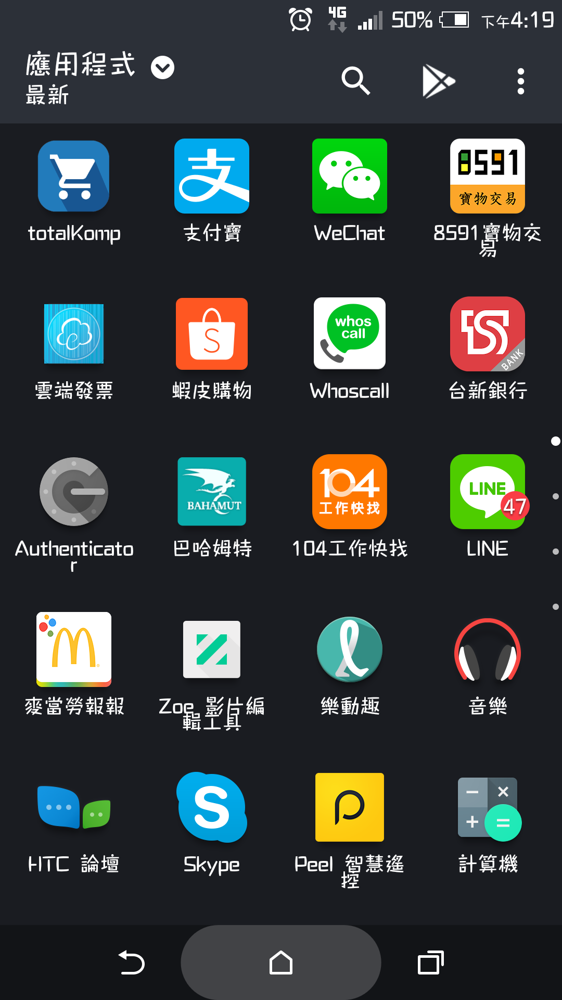 4G 50% 下午4:19
應用程式
最新
支
8591
寶物交易
totalKomp 支付寶 WeChat 8591寶物交
易
whos
call
BANK
雲端發票 蝦皮購物 Whoscall 台新銀行
BAHAMUT
104
工作快找
LINE
47
Authenticato 巴哈姆特 104工作快找 LINE
r
麥當勞報報 Zoe 影片編 樂動趣 音樂
輯工具
HTC 論壇 Skype Peel 智慧遙 計算機
控